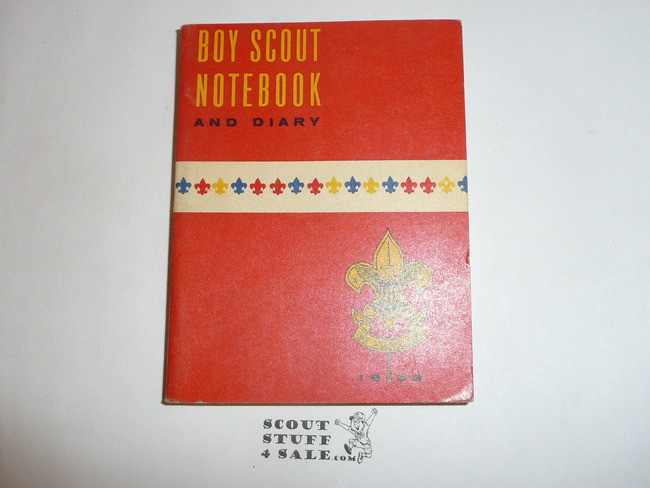 BOY SCOUT
NOTEBOOK
AND DIARY
SCOUT
STUFF
4 SALE.COM